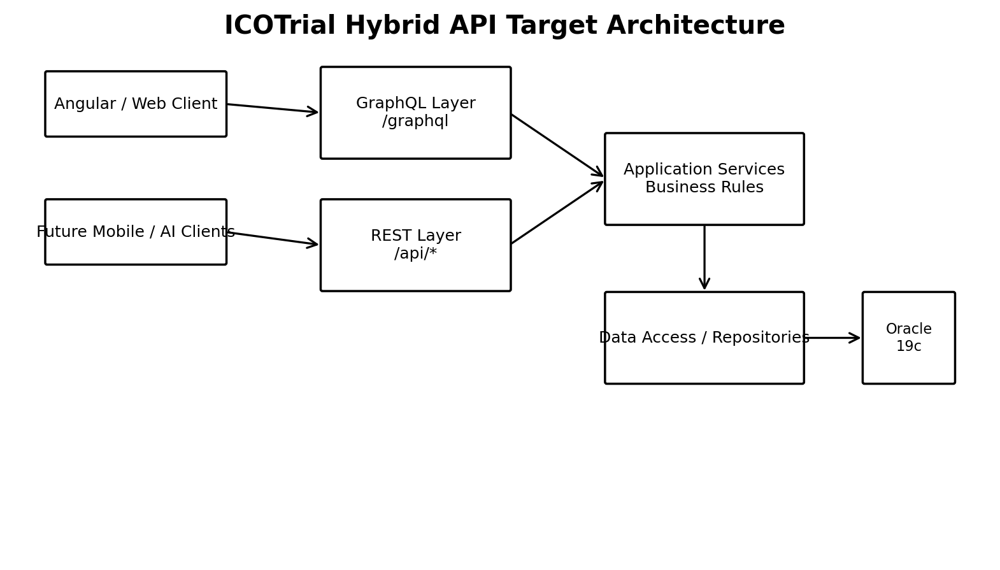 ICOTrial Hybrid API Target Architecture
Angular / Web Client
GraphQL Layer
/graphql
Application Services
Business Rules
Future Mobile / AI Clients
REST Layer
/api/*
Data Access / Repositories
Oracle
19c